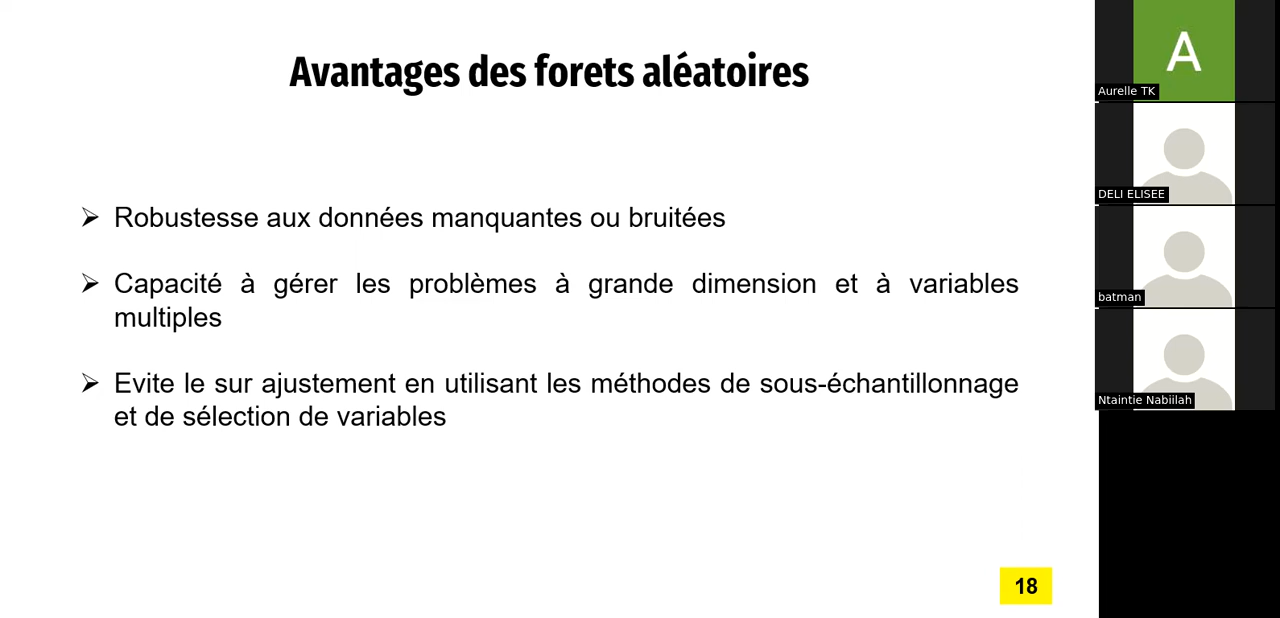 Avantages des forets aléatoires
➢ Robustesse aux données manquantes ou bruitées
➢ Capacité à gérer les problèmes à grande dimension et à variables
multiples
➢ Evite le sur ajustement en utilisant les méthodes de sous-échantillonnage
et de sélection de variables
18
A
Aurelle TK
DELI ELISEE
batman
Ntaintie Nabiilah